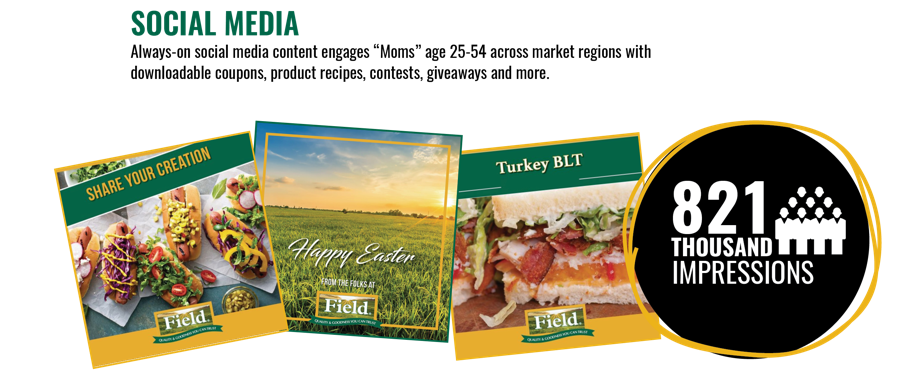 SOCIAL MEDIA
Always-on social media content engages “Moms” age 25-54 across market regions with
downloadable coupons, product recipes, contests, giveaways and more.
SHARE YOUR CREATION
Field
QUALITY & GOODNESS YOU CAN TRUST
Happy Easter
FROM THE FOLKS AT
Field
QUALITY & GOODNESS YOU CAN TRUST
Turkey BLT
Field
QUALITY & GOODNESS YOU CAN TRUST
821
THOUSAND
IMPRESSIONS